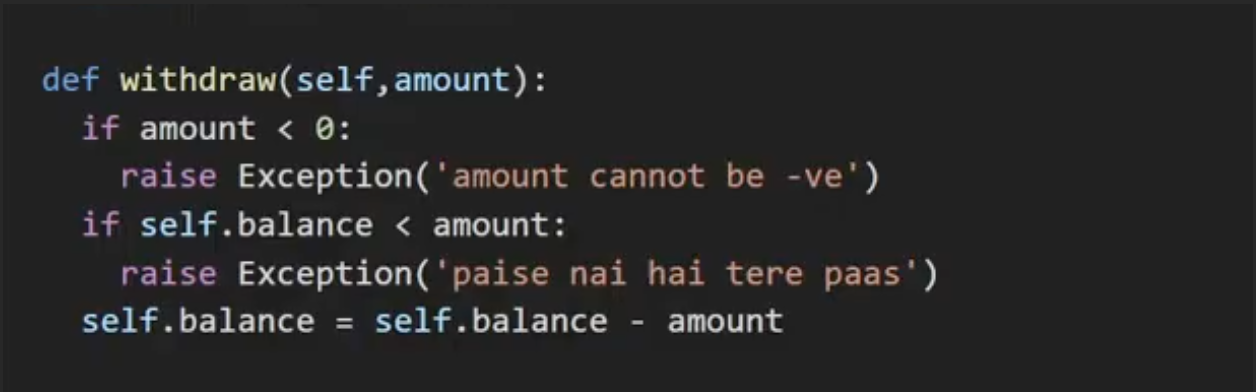 def withdraw(self,amount):
  if amount < 0:
    raise Exception('amount cannot be -ve')
  if self.balance < amount:
    raise Exception('paise nai hai tere paas')
  self.balance = self.balance - amount